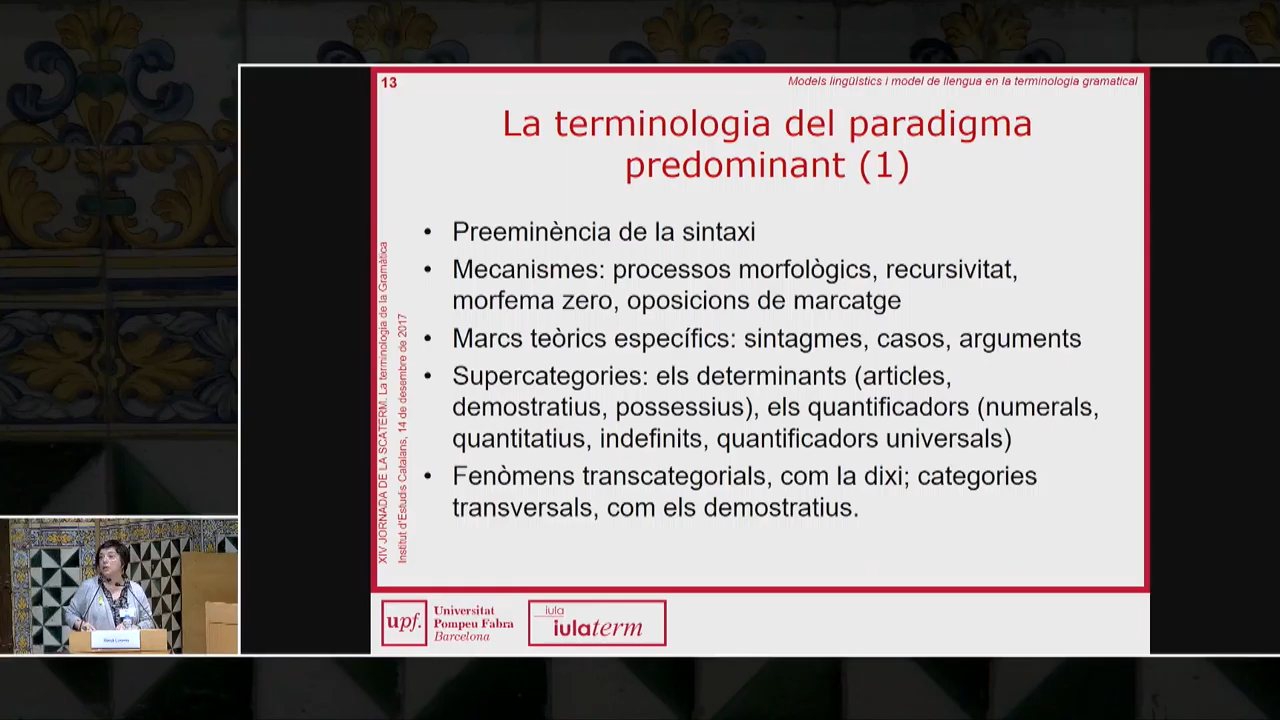 13
Models lingüístics i model de llengua en la terminologia gramatical
La terminologia del paradigma
predominant (1)
• Preeminència de la sintaxi
• Mecanismes: processos morfològics, recursivitat,
morfema zero, oposicions de marcatge
• Marcs teòrics específics: sintagmes, casos, arguments
• Supercategories: els determinants (articles,
demostratius, possessius), els quantificadors (numerals,
quantitatius, indefinits, quantificadors universals)
• Fenòmens transcategorials, com la dixi; categories
transversals, com els demostratius.
XIV JORNADA DE LA SCATERM. La terminologia de la Gramàtica
Institut d'Estudis Catalans, 14 de desembre de 2017
upf.
Universitat
Pompeu Fabra
Barcelona
iula
iulaterm